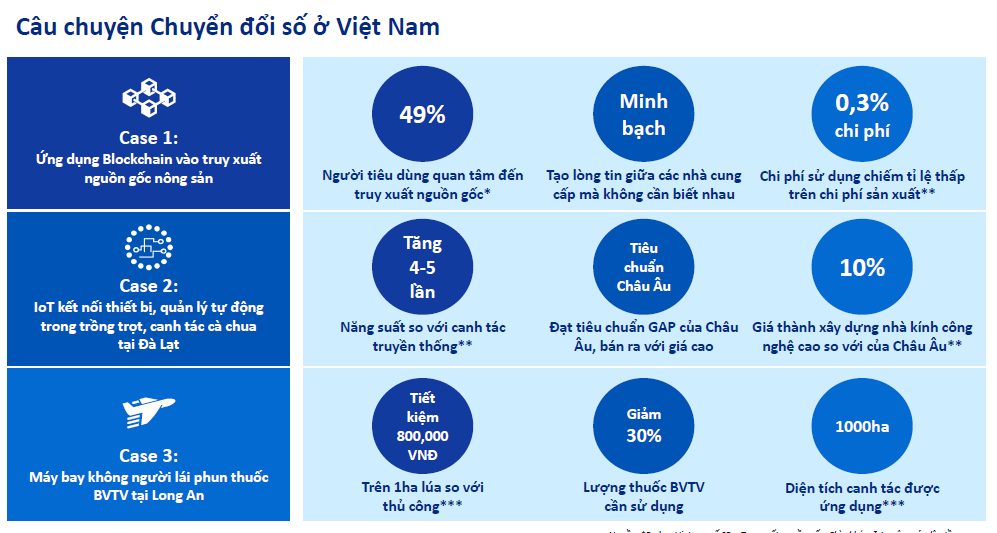 Câu chuyện Chuyển đổi số ở Việt Nam
Case 1:
Ứng dụng Blockchain vào truy xuất
nguồn gốc nông sản
49%
Người tiêu dùng quan tâm đến
truy xuất nguồn gốc*
Minh
bạch
Tạo lòng tin giữa các nhà cung
cấp mà không cần biết nhau
0,3%
chi phí
Chi phí sử dụng chiếm tỉ lệ thấp
trên chi phí sản xuất**
Case 2:
IoT kết nối thiết bị, quản lý tự động
trong trồng trọt, canh tác cà chua
tại Đà Lạt
Tăng
4-5
lần
Năng suất so với canh tác
truyền thống**
Tiêu
chuẩn
Châu Âu
Đạt tiêu chuẩn GAP của Châu
Âu, bán ra với giá cao
10%
Giá thành xây dựng nhà kính công
nghệ cao so với của Châu Âu**
Case 3:
Máy bay không người lái phun thuốc
BVTV tại Long An
Tiết
kiệm
800,000
VNĐ
Trên 1ha lúa so với
thủ công***
Giảm
30%
Lượng thuốc BVTV
cần sử dụng
1000ha
Diện tích canh tác được
ứng dụng***